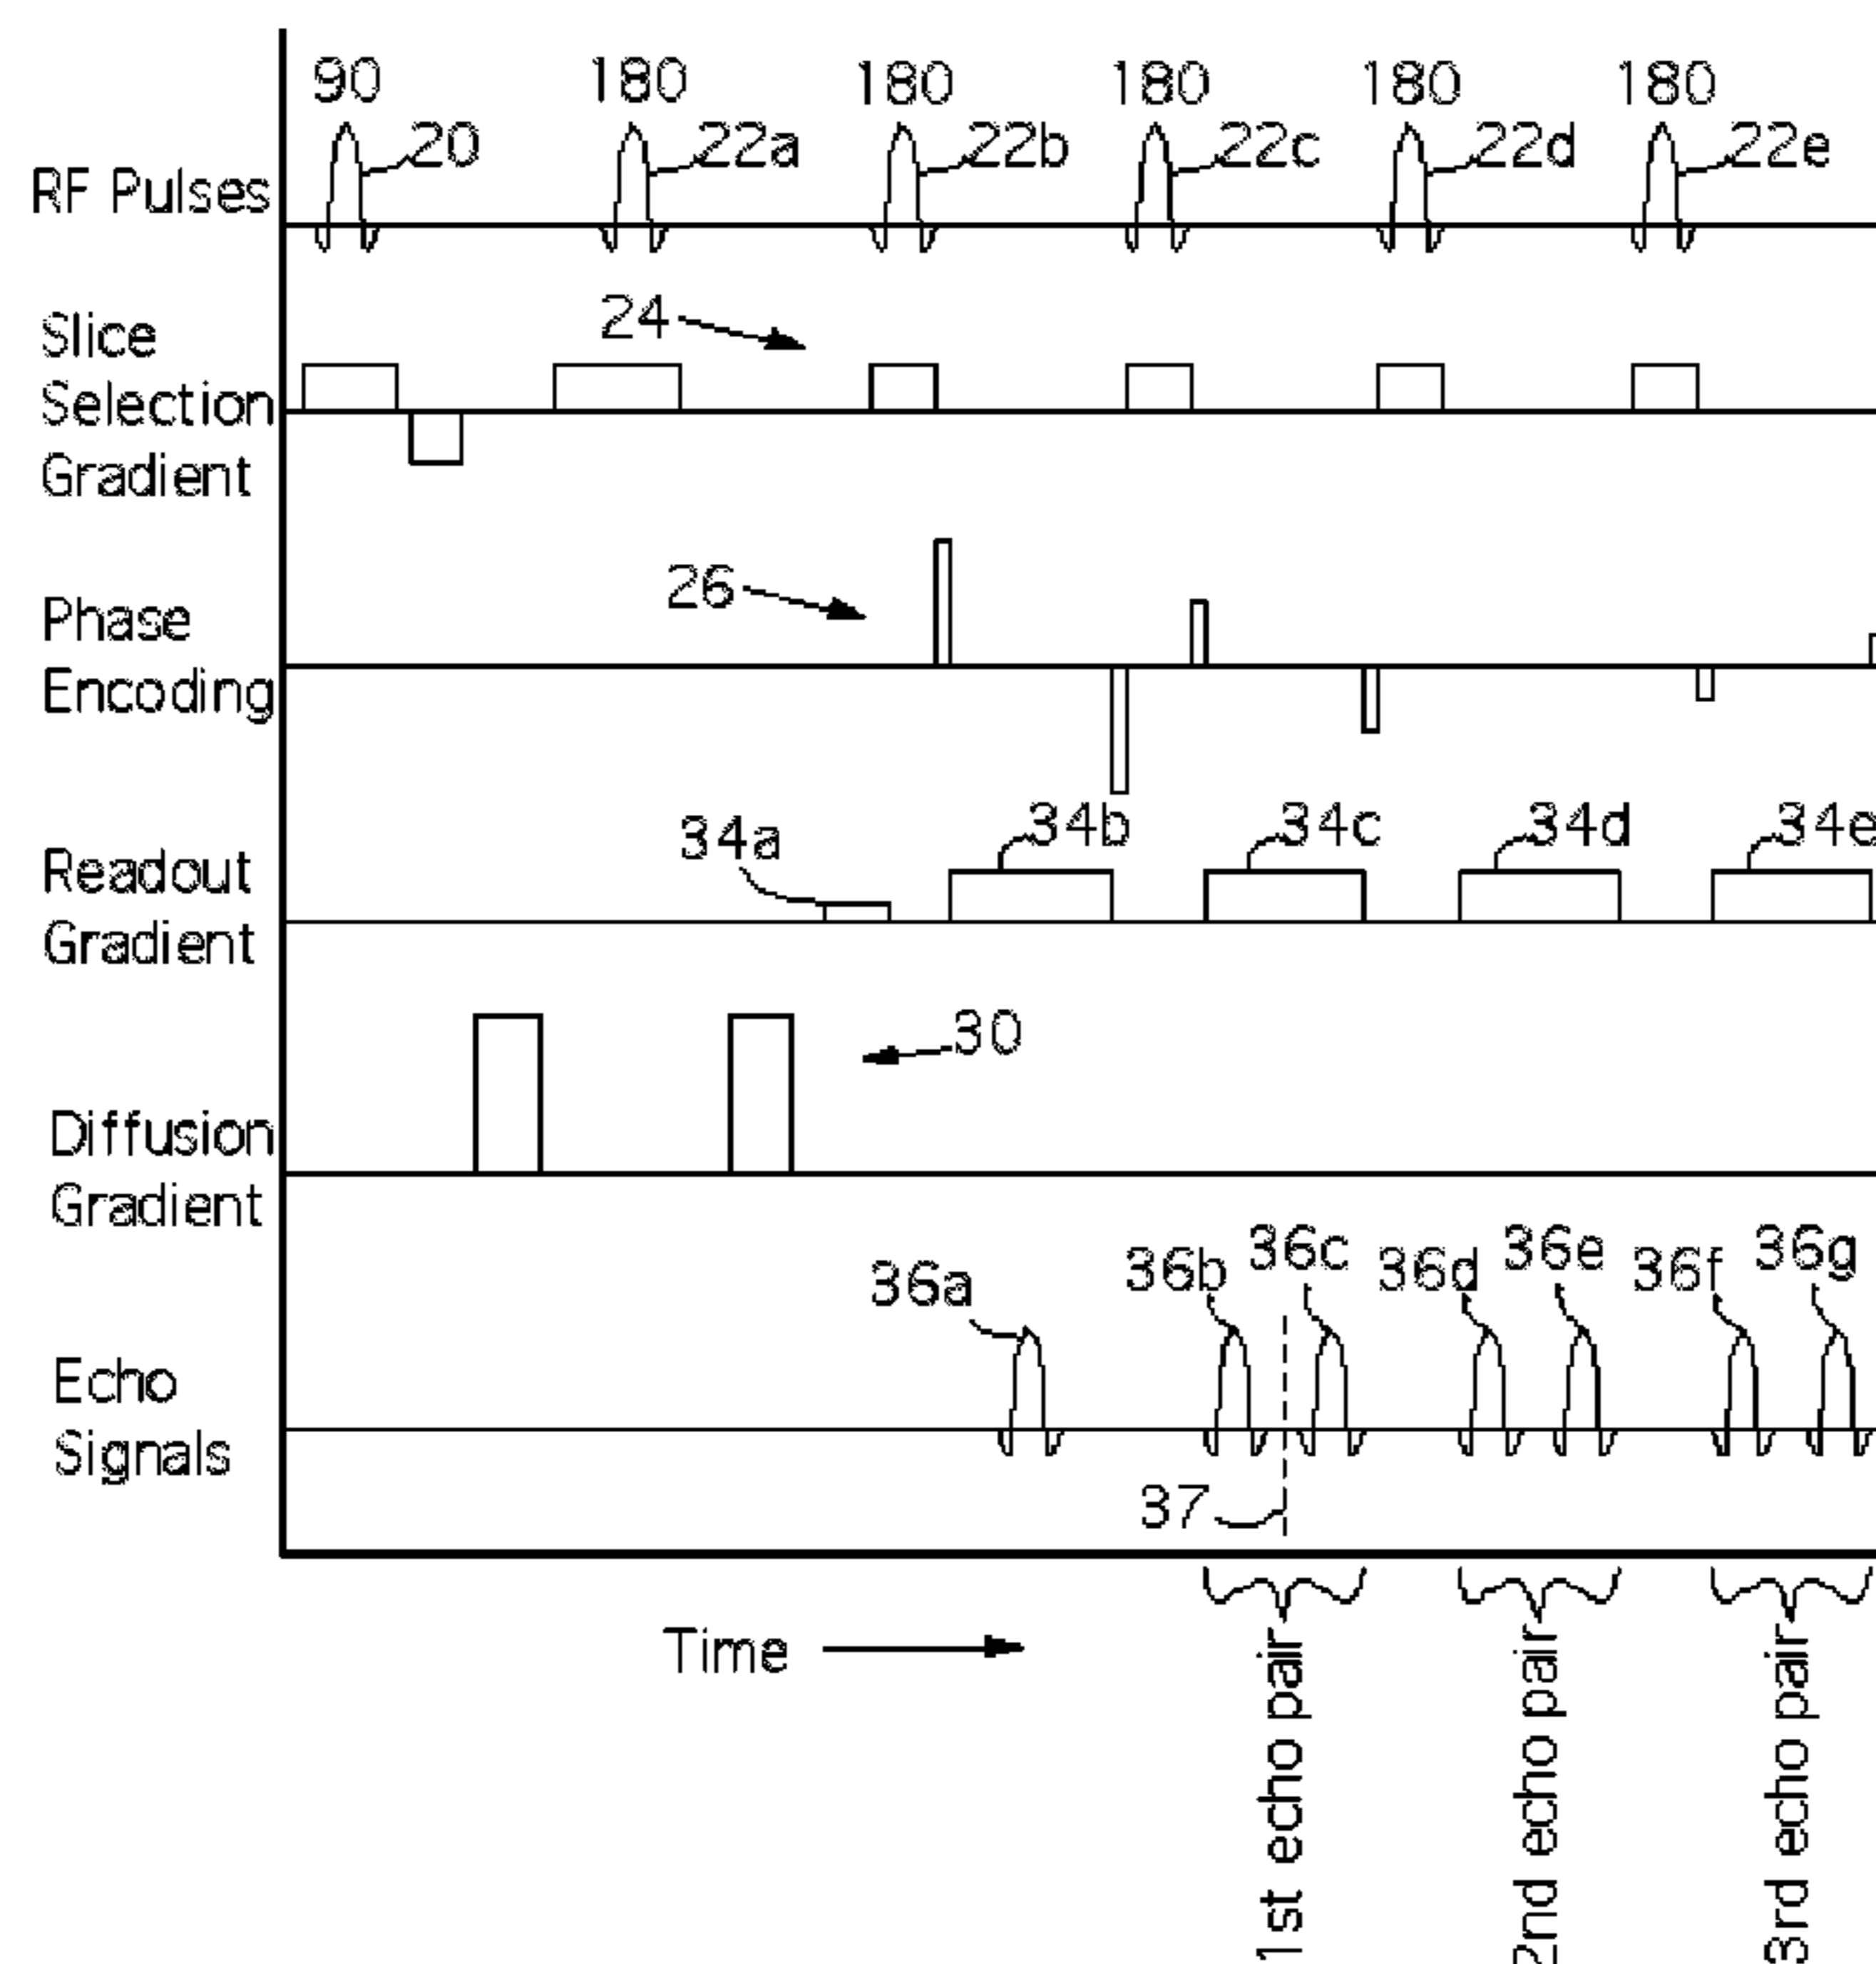 90 180 180 180 180 180
20 22a 22b 22c 22d 22e
RF Pulses
24
Slice
Selection
Gradient
26
Phase
Encoding
34a 34b 34c 34d 34e
Readout
Gradient
30
Diffusion
Gradient
36a 36b 36c 36d 36e 36f 36g
Echo
Signals
37
Time
1st echo pair
2nd echo pair
3rd echo pair